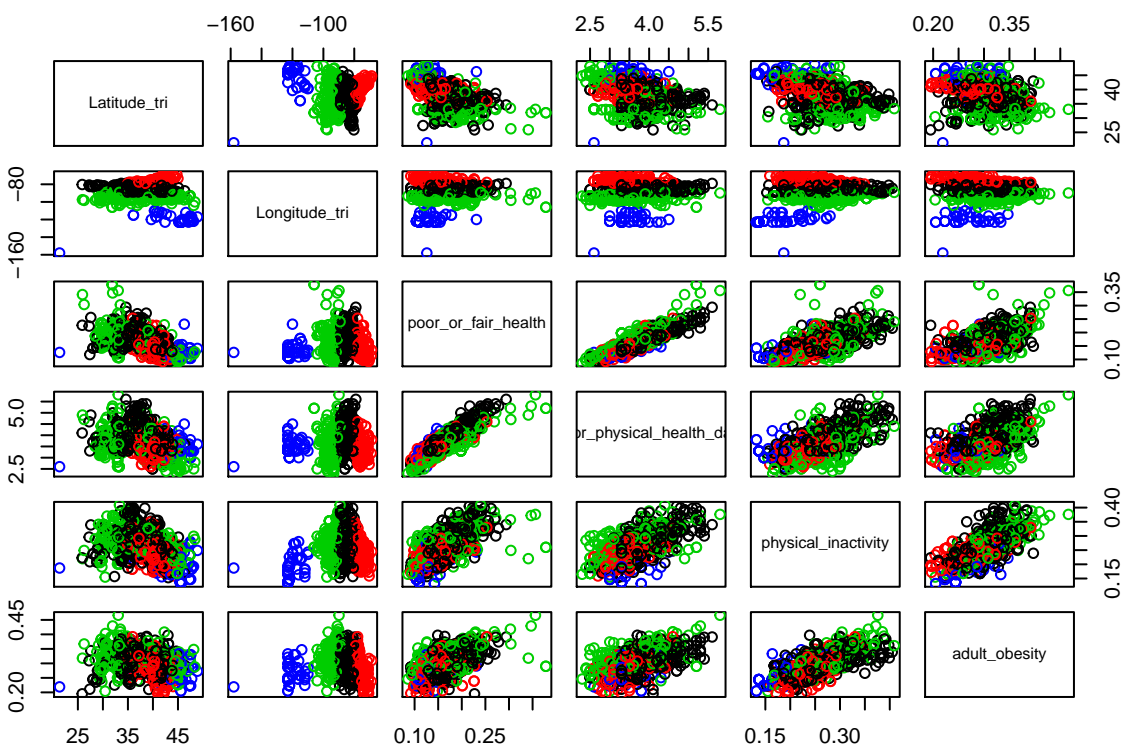 −160 −100 2.5 4.0 5.5 0.20 0.35
Latitude_tri
25 40
−160 −80
Longitude_tri
poor_or_fair_health
0.10 0.35
2.5 5.0
or_physical_health_da
physical_inactivity
0.15 0.40
0.20 0.45
adult_obesity
25 35 45 0.10 0.25 0.15 0.30